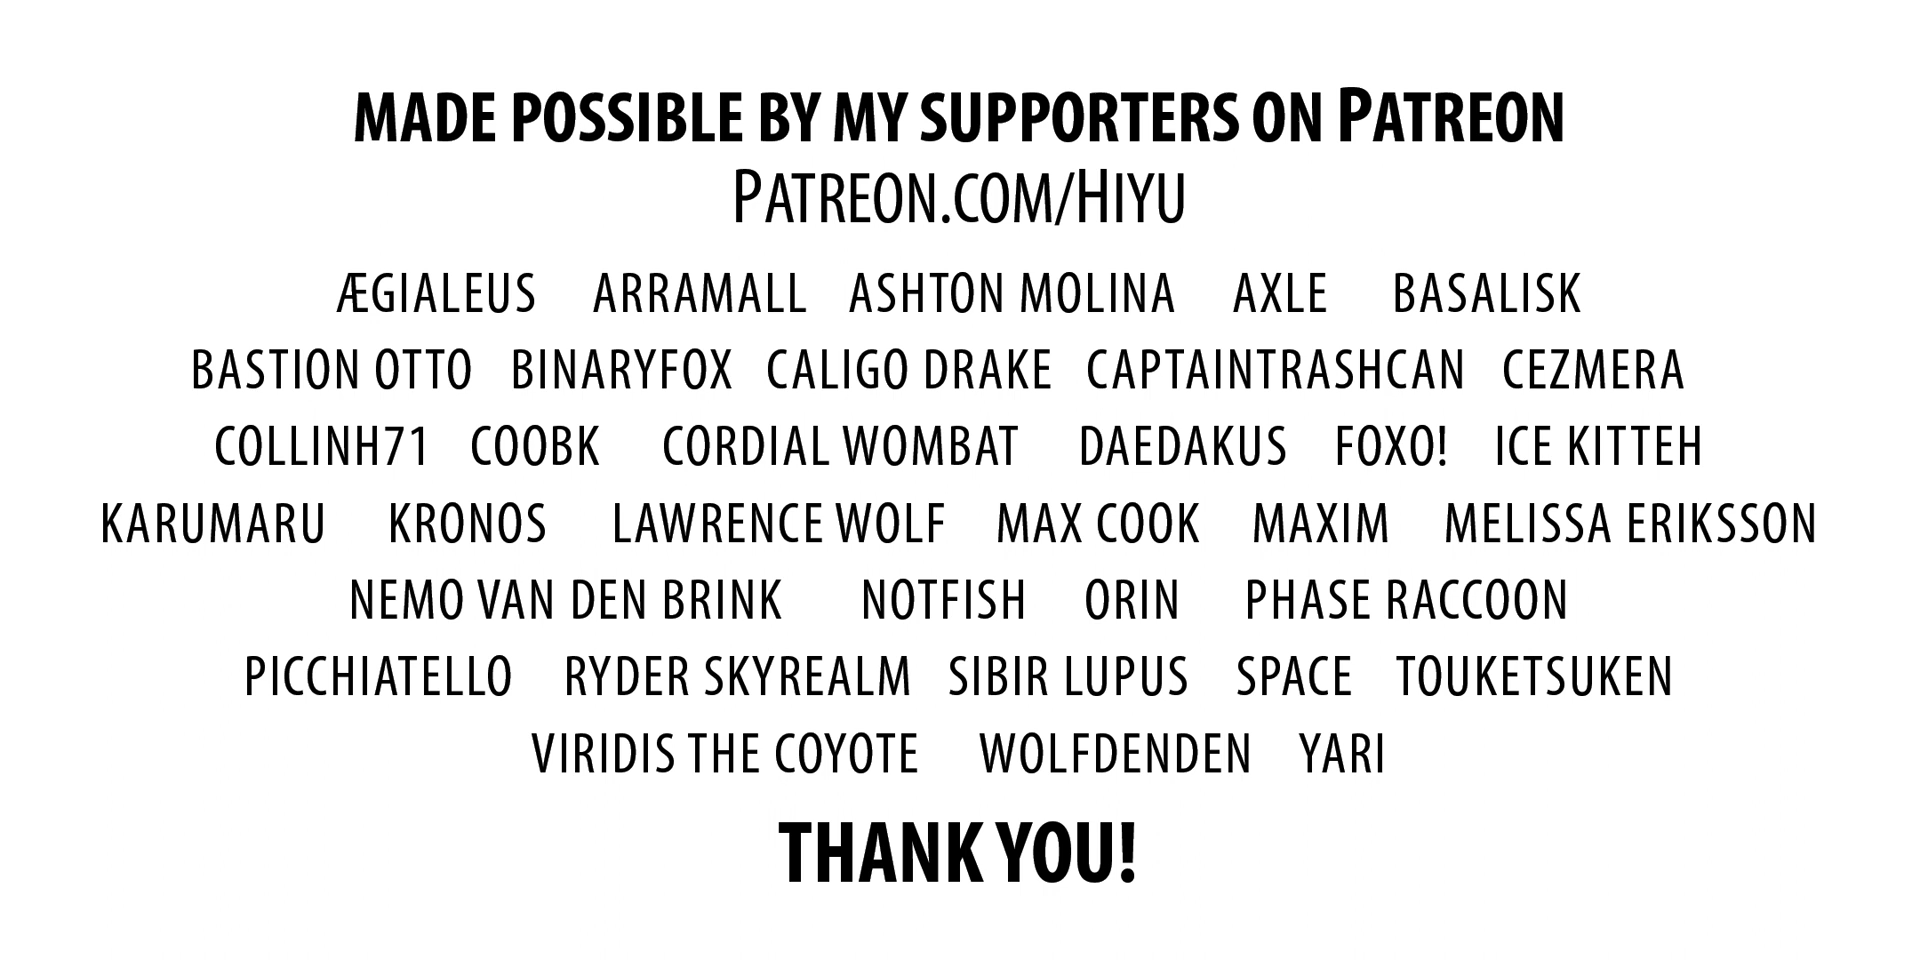 MADE POSSIBLE BY MY SUPPORTERS ON PATREON
PATREON.COM/HIYU
ÆGIALEUS ARRAMALL ASHTON MOLINA AXLE BASALISK
BASTION OTTO BINARYFOX CALIGO DRAKE CAPTAINTRASHCAN CEZMERA
COLLINH71 COOBK CORDIAL WOMBAT DAEDAKUS FOXO! ICE KITTEH
KARUMARU KRONOS LAWRENCE WOLF MAX COOK MAXIM MELISSA ERIKSSON
NEMO VAN DEN BRINK NOTFISH ORIN PHASE RACCOON
PICCHIATELLO RYDER SKYREALM SIBIR LUPUS SPACE TOUKETSUKEN
VIRIDIS THE COYOTE WOLFDENDEN YARI
THANK YOU!